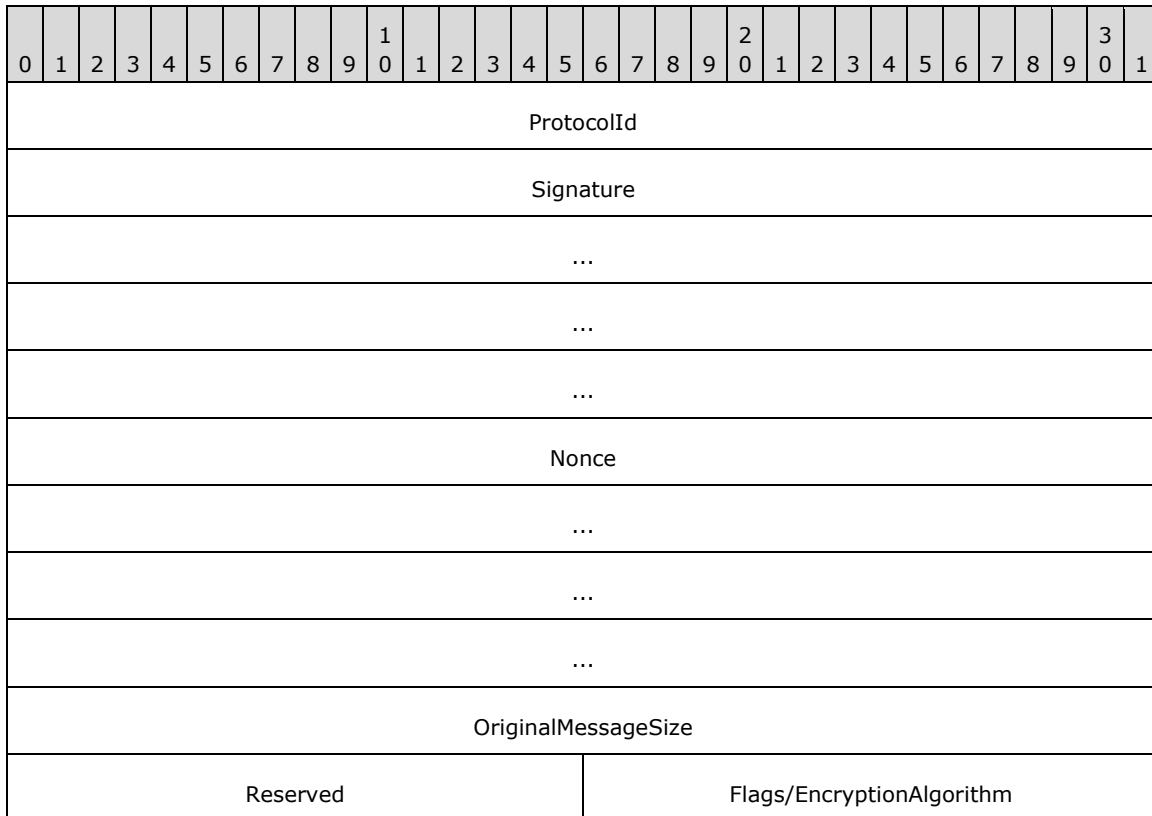 1 2 3
0 1 2 3 4 5 6 7 8 9 0 1 2 3 4 5 6 7 8 9 0 1 2 3 4 5 6 7 8 9 0 1
ProtocolId
Signature
...
...
...
Nonce
...
...
...
OriginalMessageSize
Reserved Flags/EncryptionAlgorithm